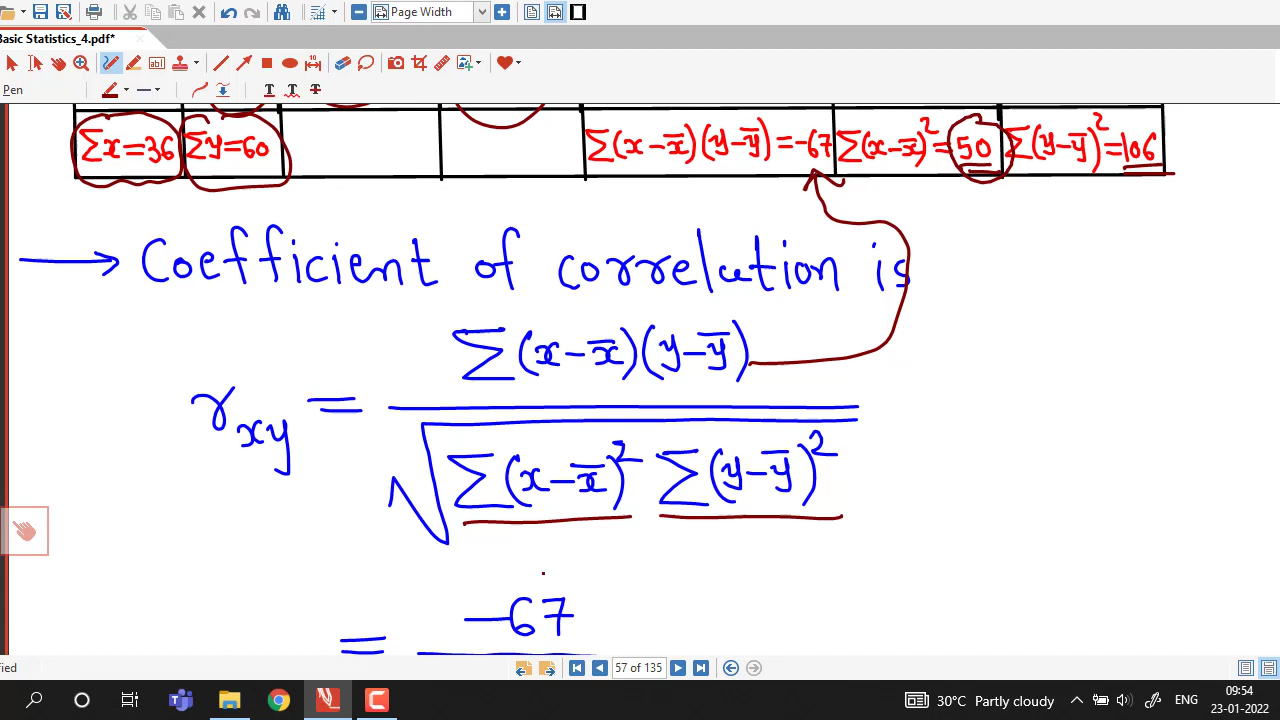 Page Width
Basic Statistics_4.pdf*
Pen
Σx=36 Σy=60 Σ(x-x̅)(y-y̅)=-67 Σ(x-x̅)²=50 Σ(y-y̅)²=106
→ Coefficient of correlation is
r_xy = Σ(x-x̅)(y-y̅) / √(Σ(x-x̅)² Σ(y-y̅)²)
= -67
fied
57 of 135
30°C Partly cloudy
ENG
09:54
23-01-2022